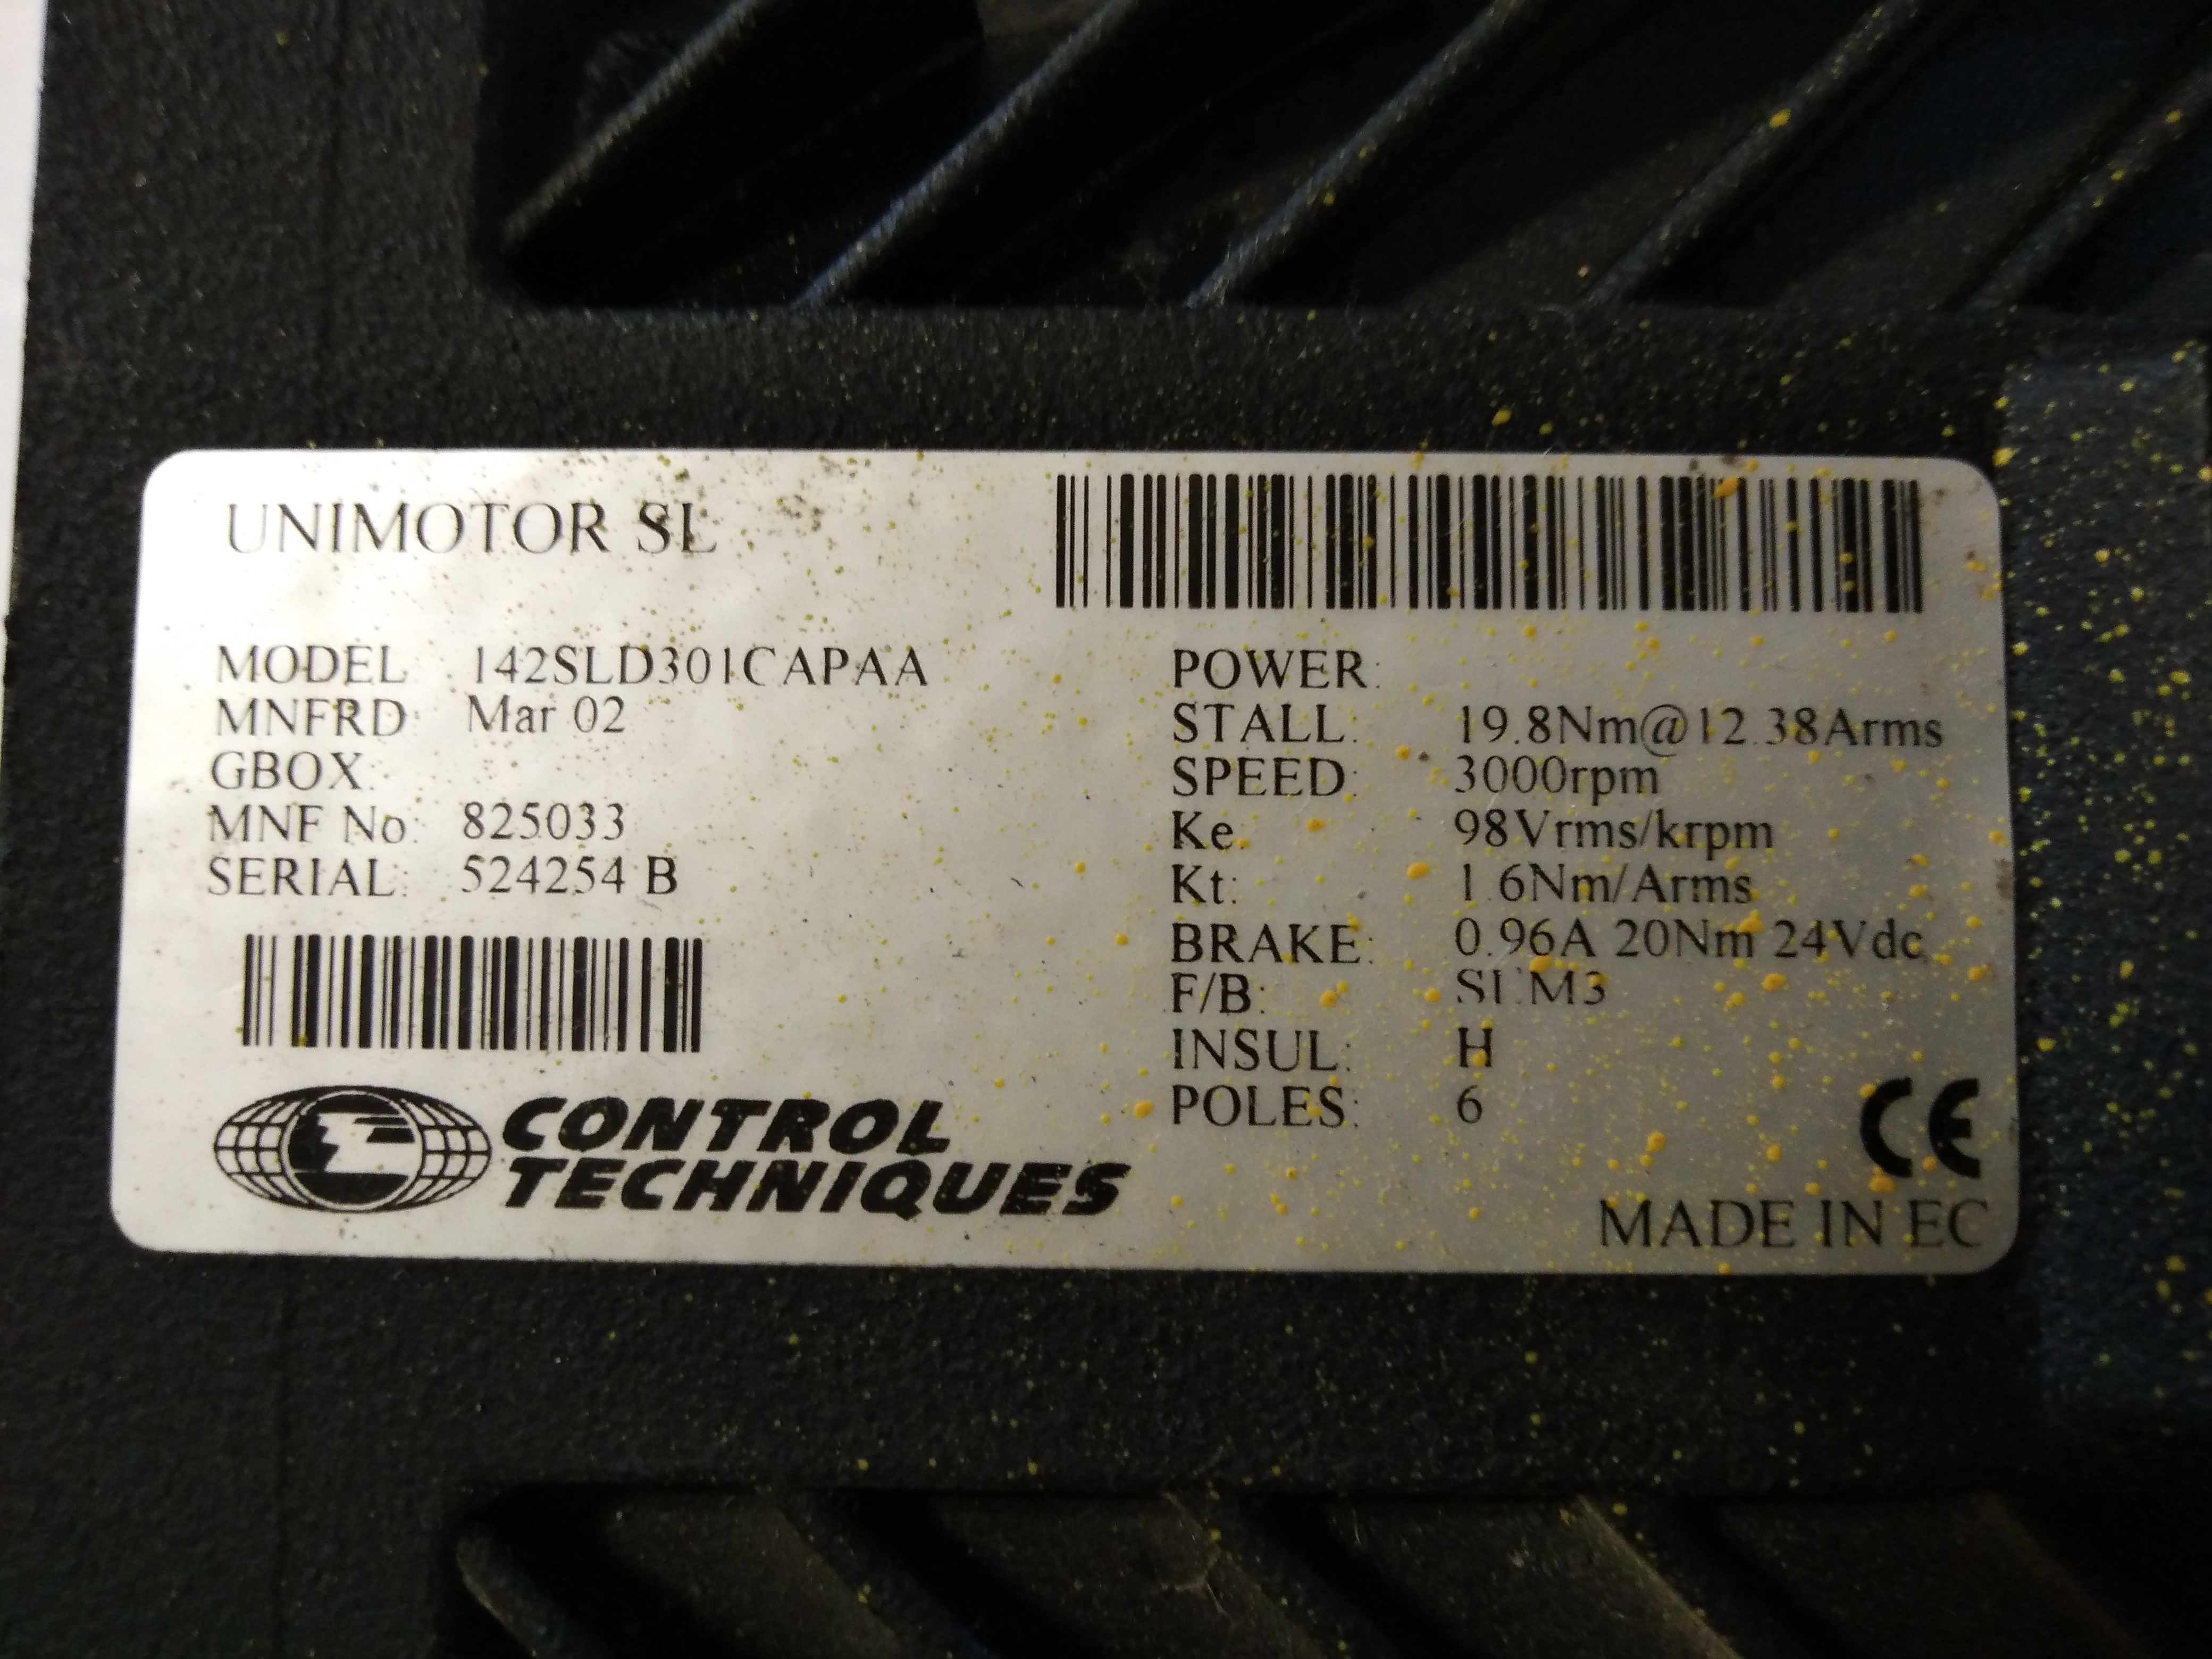 UNIMOTOR SL
MODEL 142SLD301CAPAA
MNFRD: Mar 02
GBOX:
MNF No: 825033
SERIAL: 524254 B
CONTROL
TECHNIQUES
POWER:
STALL: 19.8Nm@12.38Arms
SPEED: 3000rpm
Ke: 98Vrms/krpm
Kt: 1.6Nm/Arms
BRAKE: 0.96A 20Nm 24Vdc
F/B: SLM3
INSUL: H
POLES: 6
CE
MADE IN EC